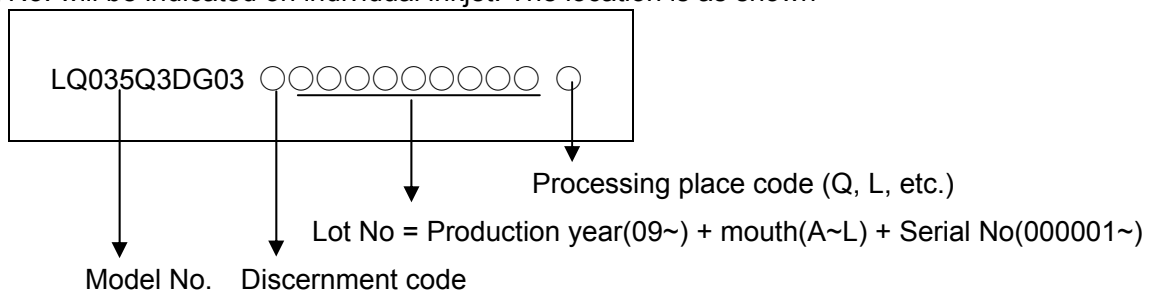 No. will be indicated on individual inkjet. The location is as shown
LQ035Q3DG03 ○○○○○○○○○○ ○
Processing place code (Q, L, etc.)
Lot No = Production year(09~) + mouth(A~L) + Serial No(000001~)
Model No. Discernment code